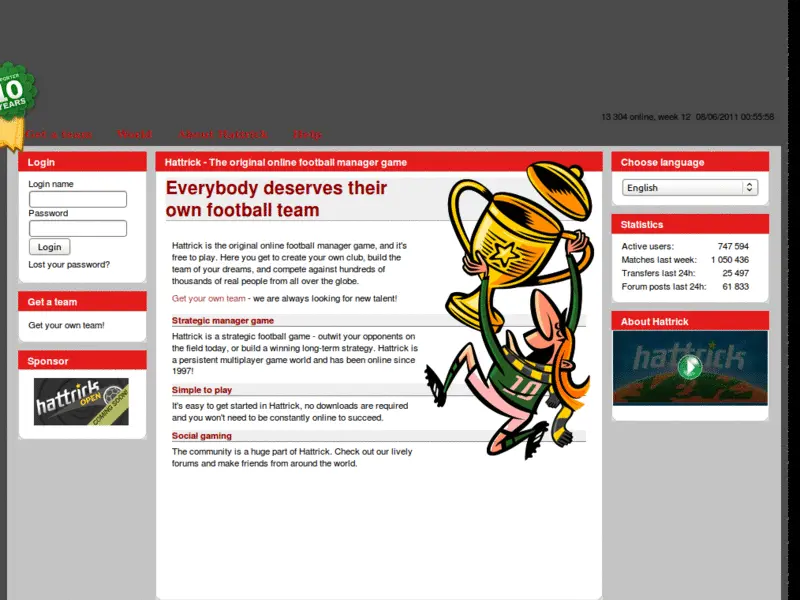 PORTER
10
YEARS
13 304 online, week 12 08/06/2011 00:55:58
About Hattrick
Help
Login
Login name
Password
Login
Lost your password?
Get a team
Get your own team!
Sponsor
hattrick
OPEN
COMING SOON!
Hattrick - The original online football manager game
Everybody deserves their
own football team
Hattrick is the original online football manager game, and it's
free to play. Here you get to create your own club, build the
team of your dreams, and compete against hundreds of
thousands of real people from all over the globe.
Get your own team - we are always looking for new talent!
Strategic manager game
Hattrick is a strategic football game - outwit your opponents on
the field today, or build a winning long-term strategy. Hattrick is
a persistent multiplayer game world and has been online since
1997!
Simple to play
It's easy to get started in Hattrick, no downloads are required
and you won't need to be constantly online to succeed.
Social gaming
The community is a huge part of Hattrick. Check out our lively
forums and make friends from around the world.
10
Choose language
English
Statistics
Active users: 747 594
Matches last week: 1 050 436
Transfers last 24h: 25 497
Forum posts last 24h: 61 833
About Hattrick
hattrick